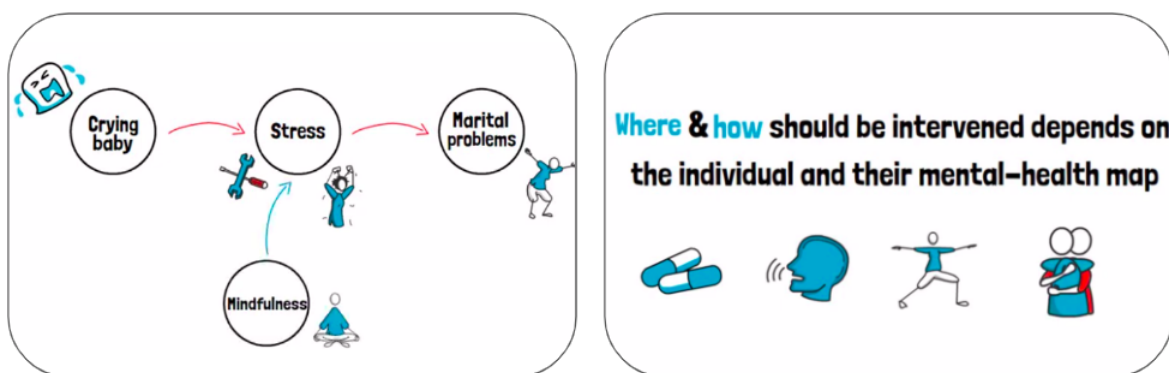 Crying
baby
Stress
Marital
problems
Mindfulness
Where & how should be intervened depends on
the individual and their mental-health map